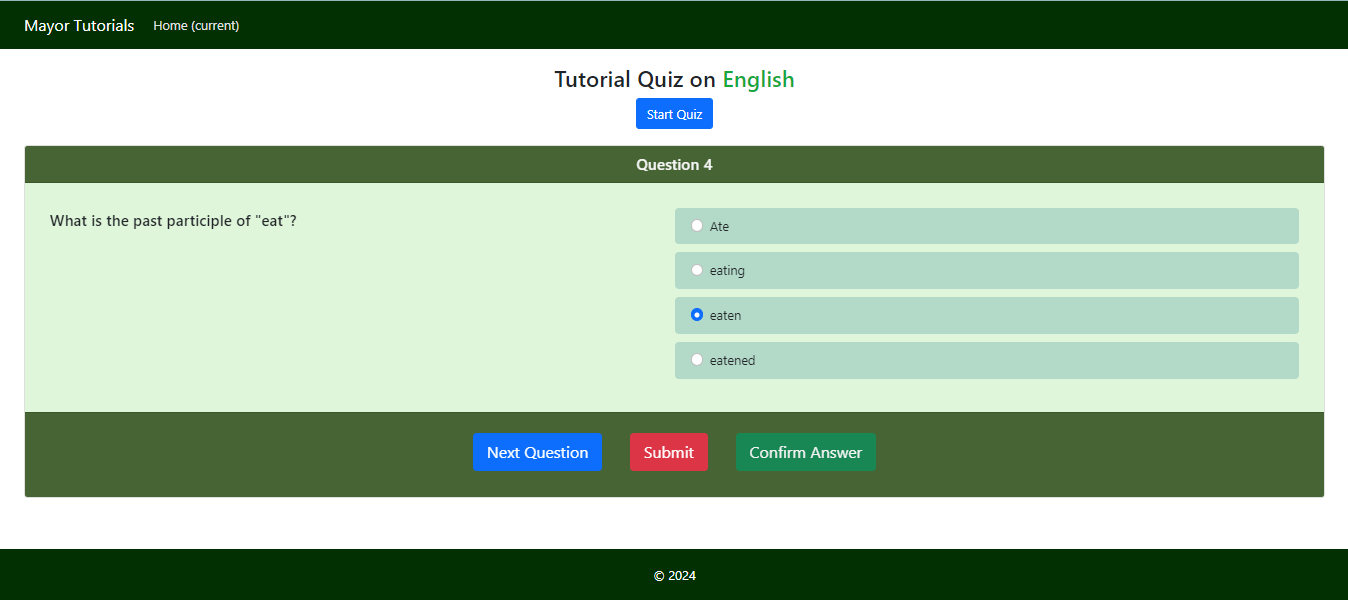 Mayor Tutorials Home (current)
Tutorial Quiz on English
Start Quiz
Question 4
What is the past participle of "eat"?
Ate
eating
eaten
eatened
Next Question Submit Confirm Answer
© 2024